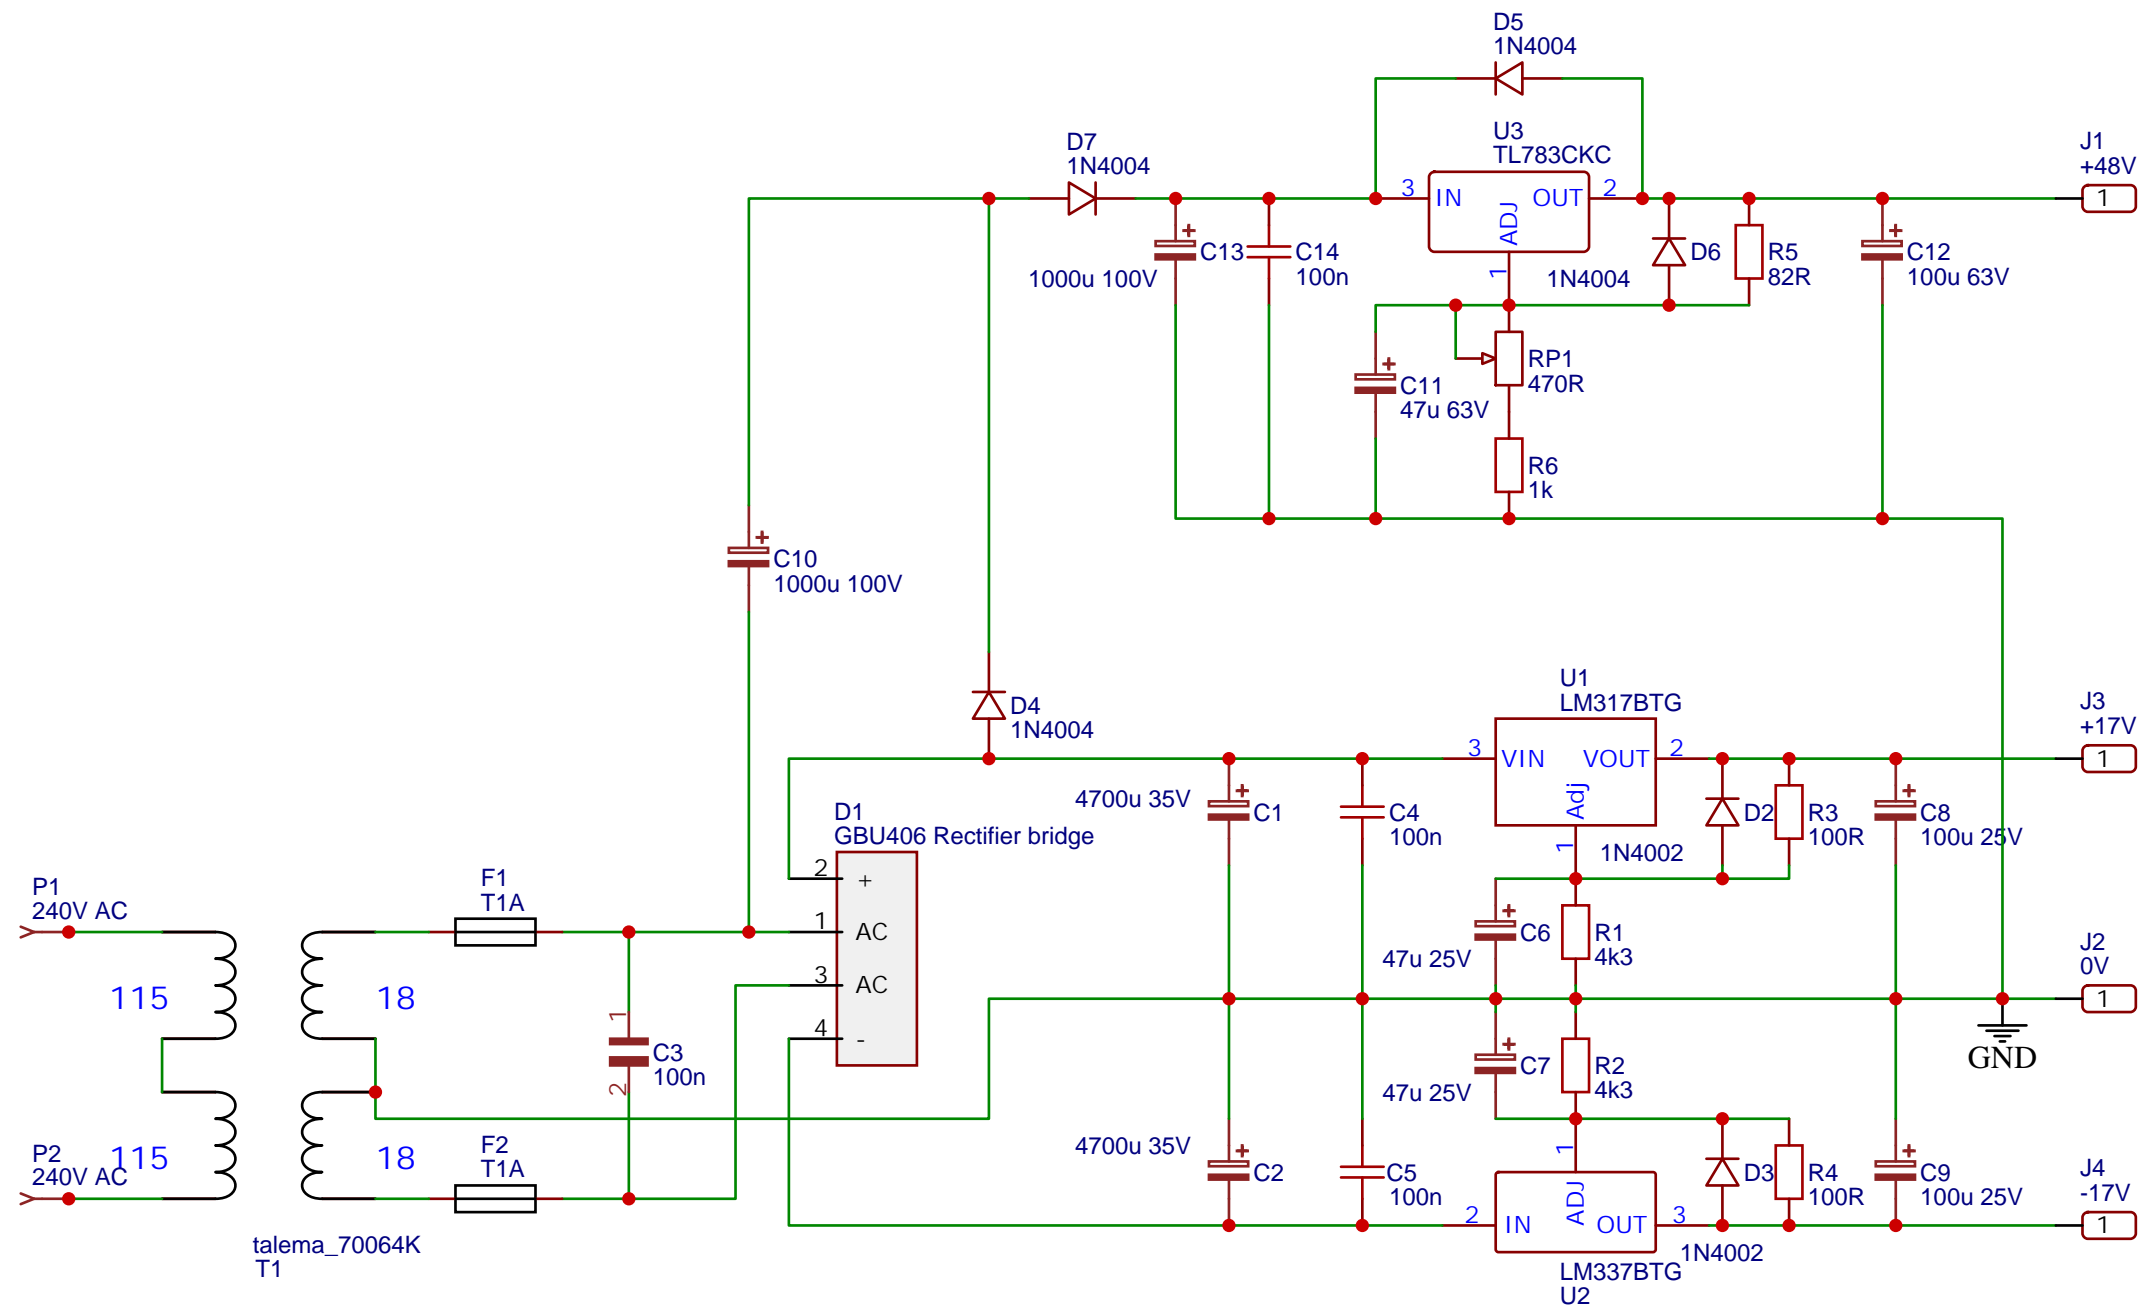 D5
1N4004
D7
1N4004
U3
TL783CKC
J1
+48V
3
IN
OUT
2
1
ADJ
1
+
C13
1000u 100V
C14
100n
1N4004
D6
R5
82R
+
C12
100u 63V
+
C11
47u 63V
RP1
470R
R6
1k
+
C10
1000u 100V
D4
1N4004
U1
LM317BTG
J3
+17V
3
VIN
VOUT
2
1
Adj
1
4700u 35V
+
C1
C4
100n
1N4002
D2
R3
100R
+
C8
100u 25V
D1
GBU406 Rectifier bridge
2
+
1
AC
3
AC
4
-
P1
240V AC
F1
T1A
115
18
+
C6
47u 25V
R1
4k3
J2
0V
1
GND
1
C3
100n
2
+
C7
47u 25V
R2
4k3
P2
240V AC
115
18
F2
T1A
4700u 35V
+
C2
C5
100n
1
ADJ
2
IN
OUT
3
D3
R4
100R
+
C9
100u 25V
J4
-17V
1
1N4002
LM337BTG
U2
talema_70064K
T1